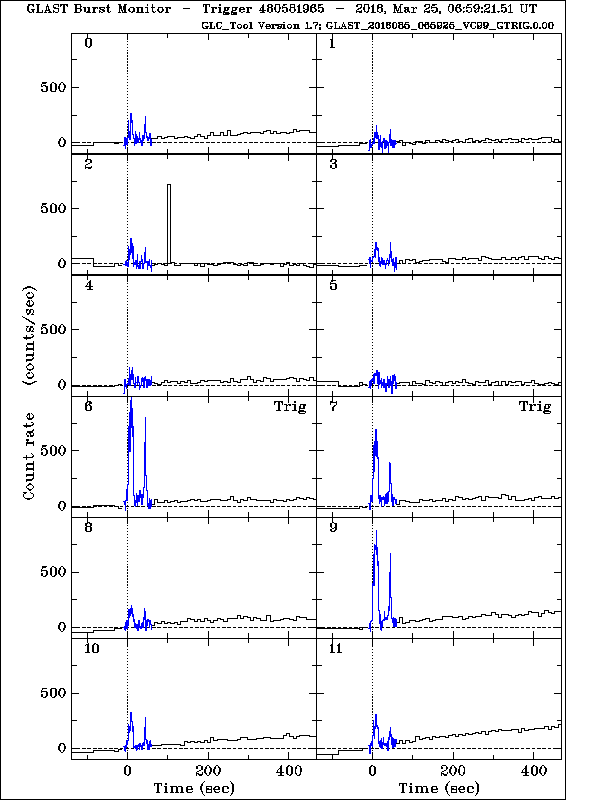 GLAST Burst Monitor – Trigger 480581965 – 2016, Mar 25, 06:59:21.51 UT
GLC_Tool Version 1.7; GLAST_2016085_065925_VC99_GTRIG.0.00
0 1
500
0
2 3
500
0
4 5
500
0
6 Trig 7 Trig
500
0
8 9
500
0
10 11
500
0
0 200 400 0 200 400
Time (sec) Time (sec)
Count rate (counts/sec)